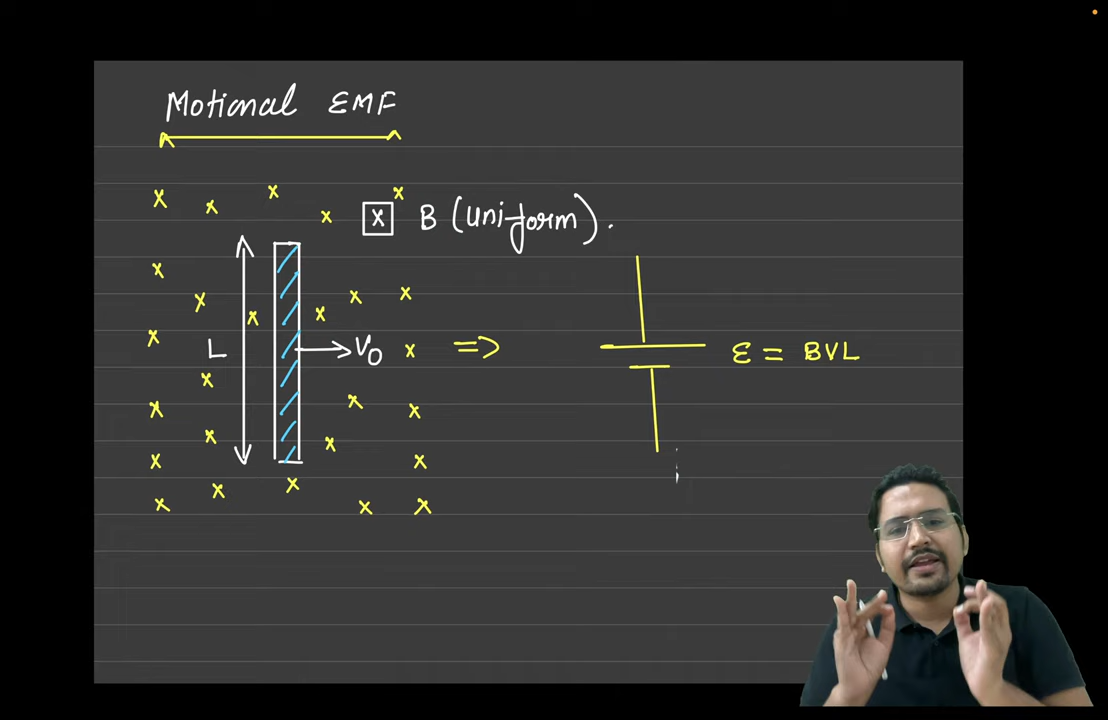 Motional EMF
x B (uniform).
L
V0
=>
ε = BVL